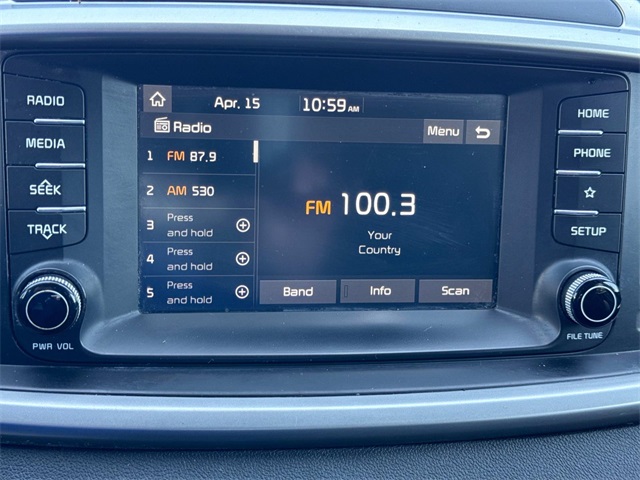 RADIO
MEDIA
SEEK
TRACK
PWR VOL
Apr. 15 10:59 AM
Radio
Menu
1 FM 87.9
2 AM 530
3 Press and hold
4 Press and hold
5 Press and hold
FM 100.3
Your
Country
Band Info Scan
HOME
PHONE
SETUP
FILE TUNE